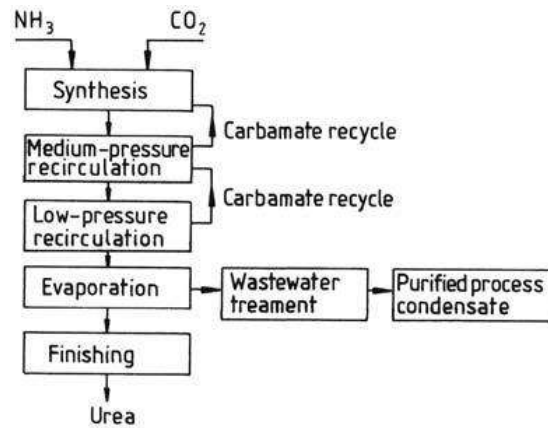 NH3 CO2
Synthesis
Carbamate recycle
Medium-pressure
recirculation
Carbamate recycle
Low-pressure
recirculation
Evaporation
Wastewater
treament
Purified process
condensate
Finishing
Urea